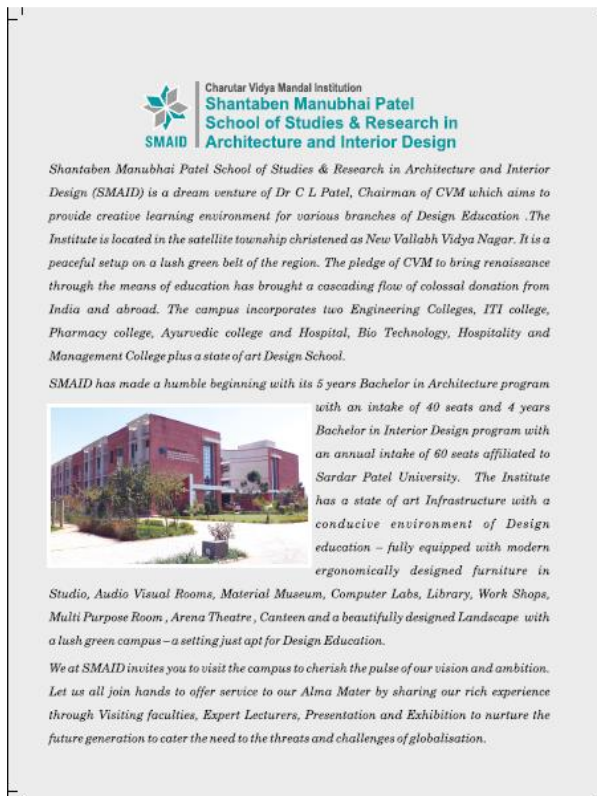 Charutar Vidya Mandal Institution
Shantaben Manubhai Patel
School of Studies & Research in
SMAID Architecture and Interior Design
Shantaben Manubhai Patel School of Studies & Research in Architecture and Interior
Design (SMAID) is a dream venture of Dr C L Patel, Chairman of CVM which aims to
provide creative learning environment for various branches of Design Education .The
Institute is located in the satellite township christened as New Vallabh Vidya Nagar. It is a
peaceful setup on a lush green belt of the region. The pledge of CVM to bring renaissance
through the means of education has brought a cascading flow of colossal donation from
India and abroad. The campus incorporates two Engineering Colleges, ITI college,
Pharmacy college, Ayurvedic college and Hospital, Bio Technology, Hospitality and
Management College plus a state of art Design School.
SMAID has made a humble beginning with its 5 years Bachelor in Architecture program
with an intake of 40 seats and 4 years
Bachelor in Interior Design program with
an annual intake of 60 seats affiliated to
Sardar Patel University. The Institute
has a state of art Infrastructure with a
conducive environment of Design
education – fully equipped with modern
ergonomically designed furniture in
Studio, Audio Visual Rooms, Material Museum, Computer Labs, Library, Work Shops,
Multi Purpose Room , Arena Theatre , Canteen and a beautifully designed Landscape with
a lush green campus – a setting just apt for Design Education.
We at SMAID invites you to visit the campus to cherish the pulse of our vision and ambition.
Let us all join hands to offer service to our Alma Mater by sharing our rich experience
through Visiting faculties, Expert Lecturers, Presentation and Exhibition to nurture the
future generation to cater the need to the threats and challenges of globalisation.